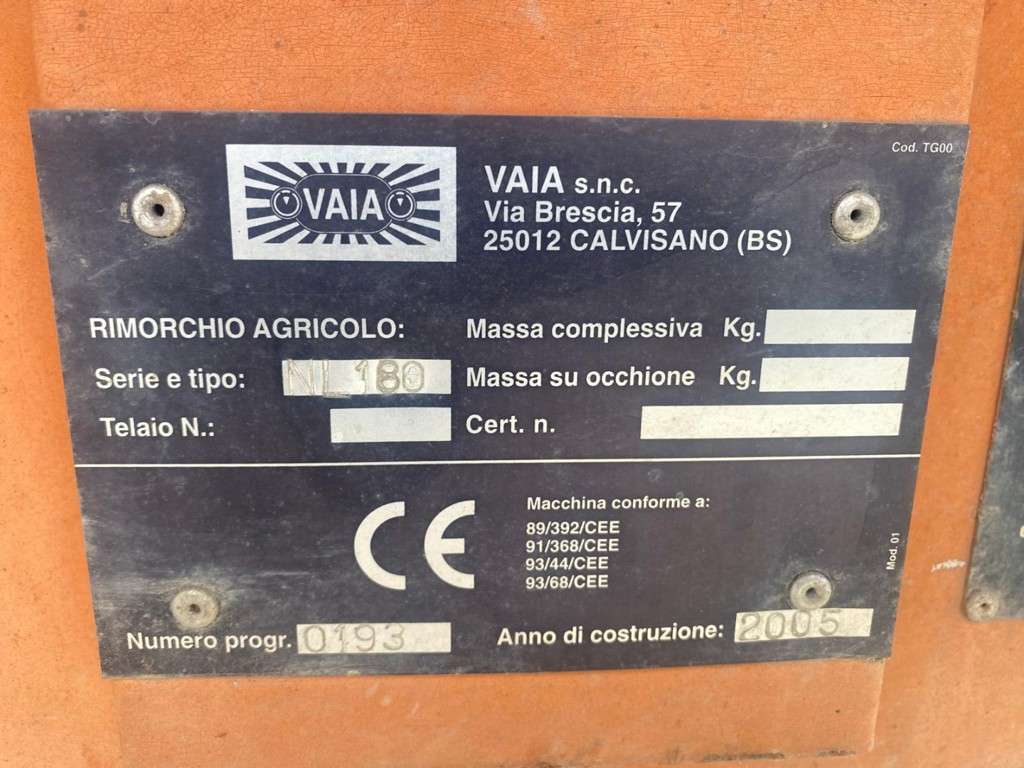 Cod. TG00
VAIA
VAIA s.n.c.
Via Brescia, 57
25012 CALVISANO (BS)
RIMORCHIO AGRICOLO: Massa complessiva Kg.
Serie e tipo: NL 180 Massa su occhione Kg.
Telaio N.: Cert. n.
CE
Macchina conforme a:
89/392/CEE
91/368/CEE
93/44/CEE
93/68/CEE
Mod. 01
Numero progr. 0193 Anno di costruzione: 2005